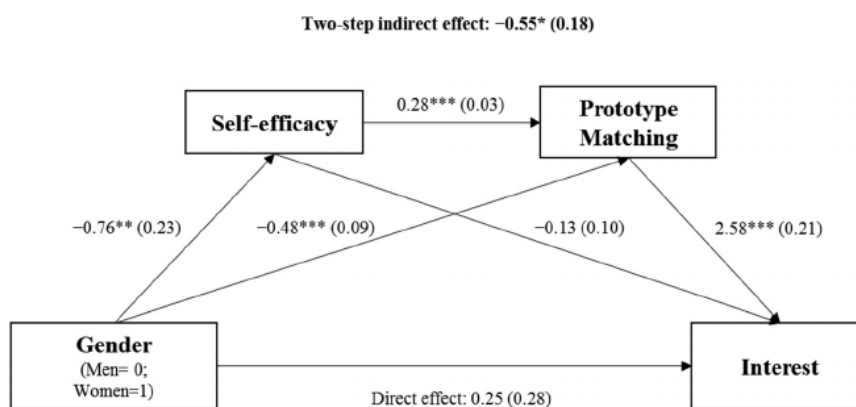 Two-step indirect effect: −0.55* (0.18)
0.28*** (0.03)
Self-efficacy
Prototype
Matching
−0.76** (0.23)
−0.48*** (0.09)
−0.13 (0.10)
2.58*** (0.21)
Gender
(Men= 0;
Women=1)
Interest
Direct effect: 0.25 (0.28)